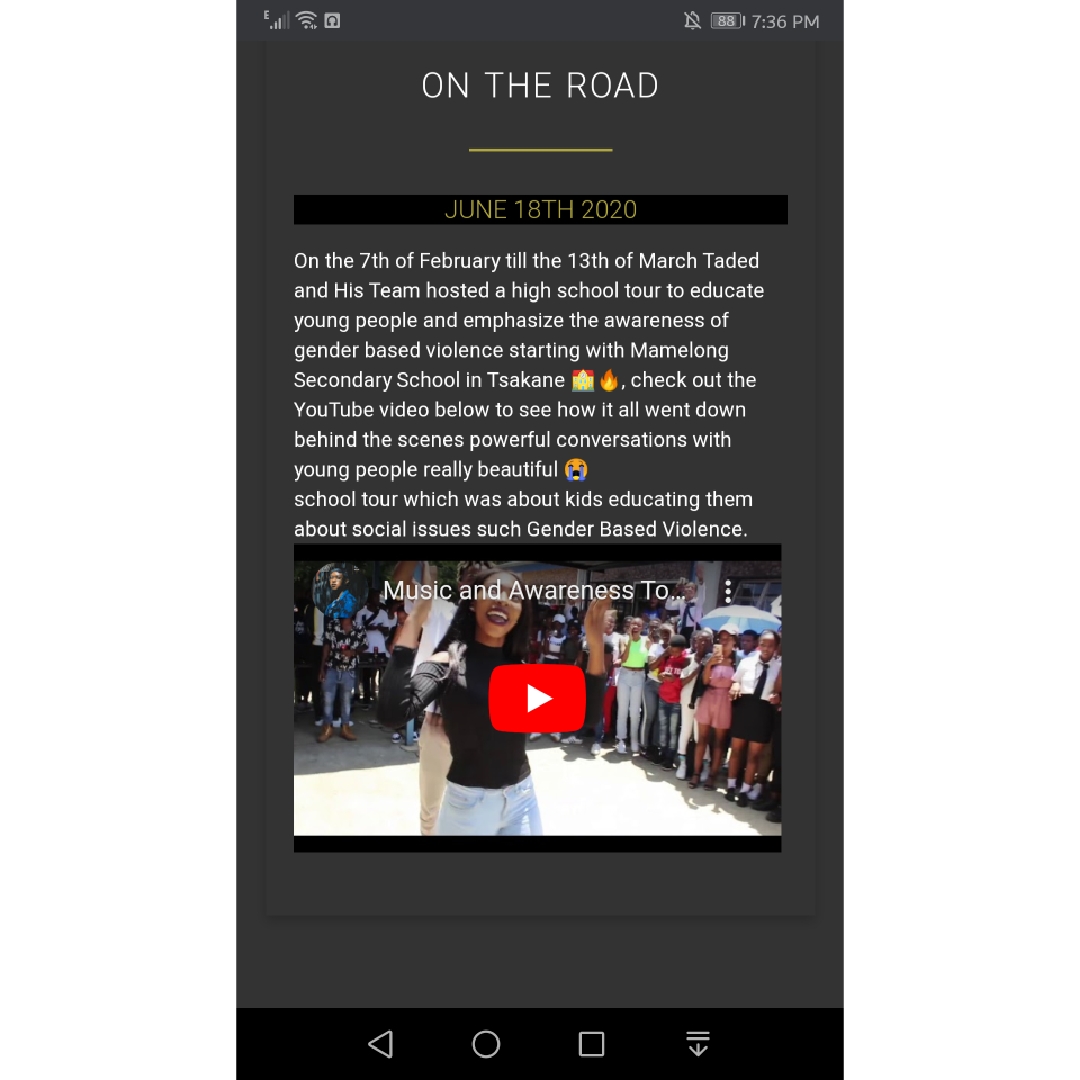 E 88 7:36 PM
ON THE ROAD
JUNE 18TH 2020
On the 7th of February till the 13th of March Taded
and His Team hosted a high school tour to educate
young people and emphasize the awareness of
gender based violence starting with Mamelong
Secondary School in Tsakane 🏫🔥, check out the
YouTube video below to see how it all went down
behind the scenes powerful conversations with
young people really beautiful 😭
school tour which was about kids educating them
about social issues such Gender Based Violence.
Music and Awareness To...